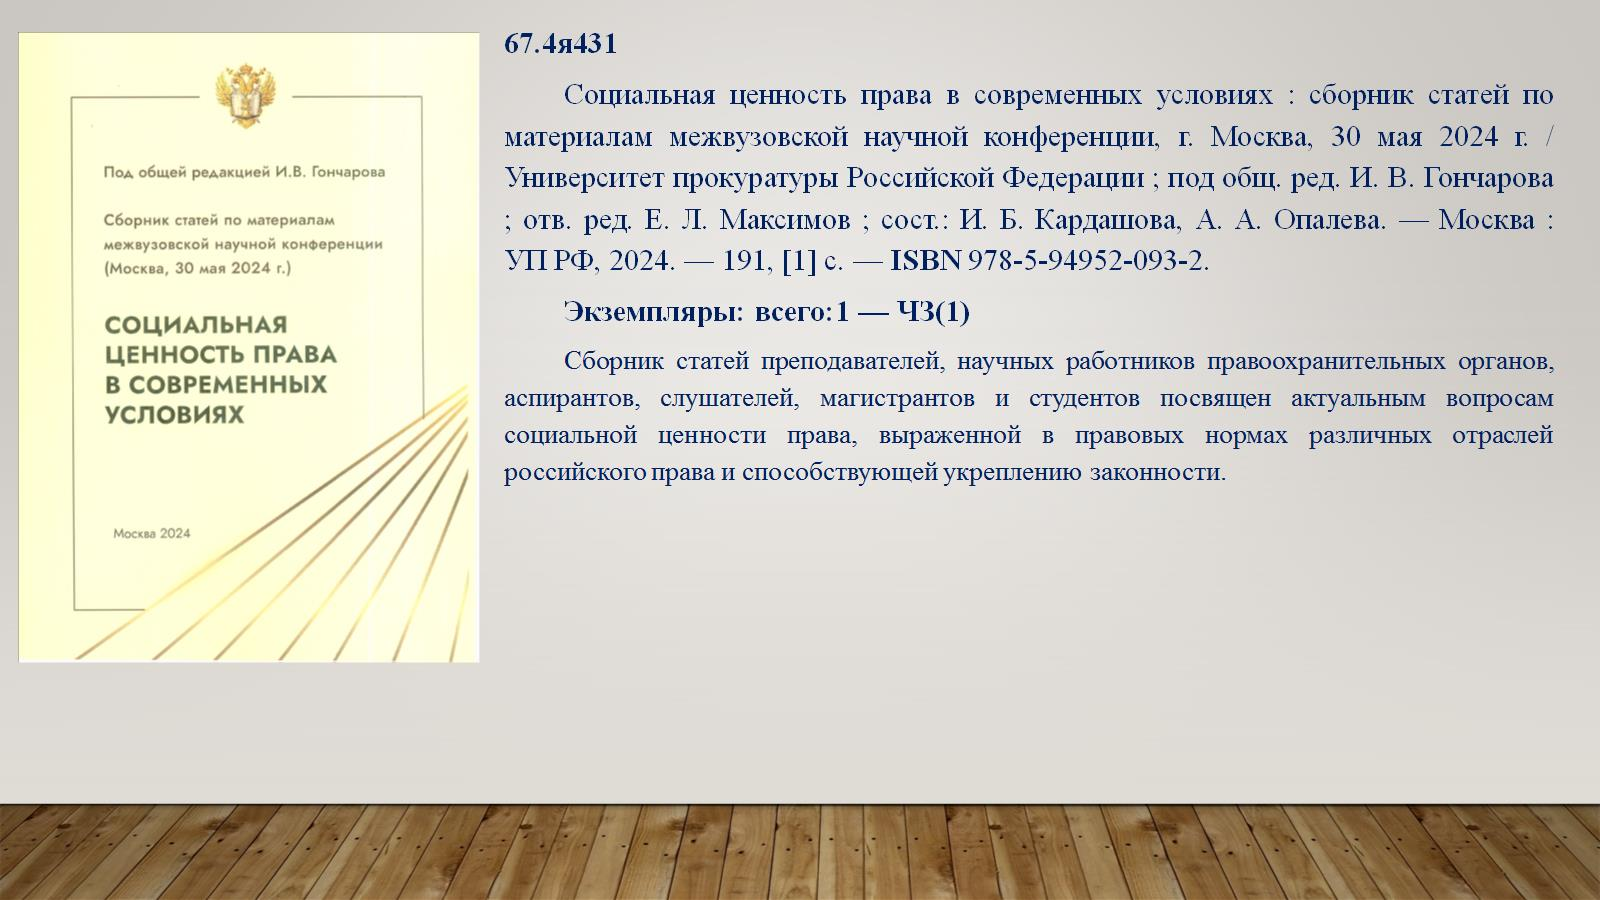 Под общей редакцией И.В. Гончарова
Сборник статей по материалам
межвузовской научной конференции
(Москва, 30 мая 2024 г.)
СОЦИАЛЬНАЯ
ЦЕННОСТЬ ПРАВА
В СОВРЕМЕННЫХ
УСЛОВИЯХ
Москва 2024
67.4я431
Социальная ценность права в современных условиях : сборник статей по
материалам межвузовской научной конференции, г. Москва, 30 мая 2024 г. /
Университет прокуратуры Российской Федерации ; под общ. ред. И. В. Гончарова
; отв. ред. Е. Л. Максимов ; сост.: И. Б. Кардашова, А. А. Опалева. — Москва :
УП РФ, 2024. — 191, [1] с. — ISBN 978-5-94952-093-2.
Экземпляры: всего:1 — ЧЗ(1)
Сборник статей преподавателей, научных работников правоохранительных органов,
аспирантов, слушателей, магистрантов и студентов посвящен актуальным вопросам
социальной ценности права, выраженной в правовых нормах различных отраслей
российского права и способствующей укреплению законности.